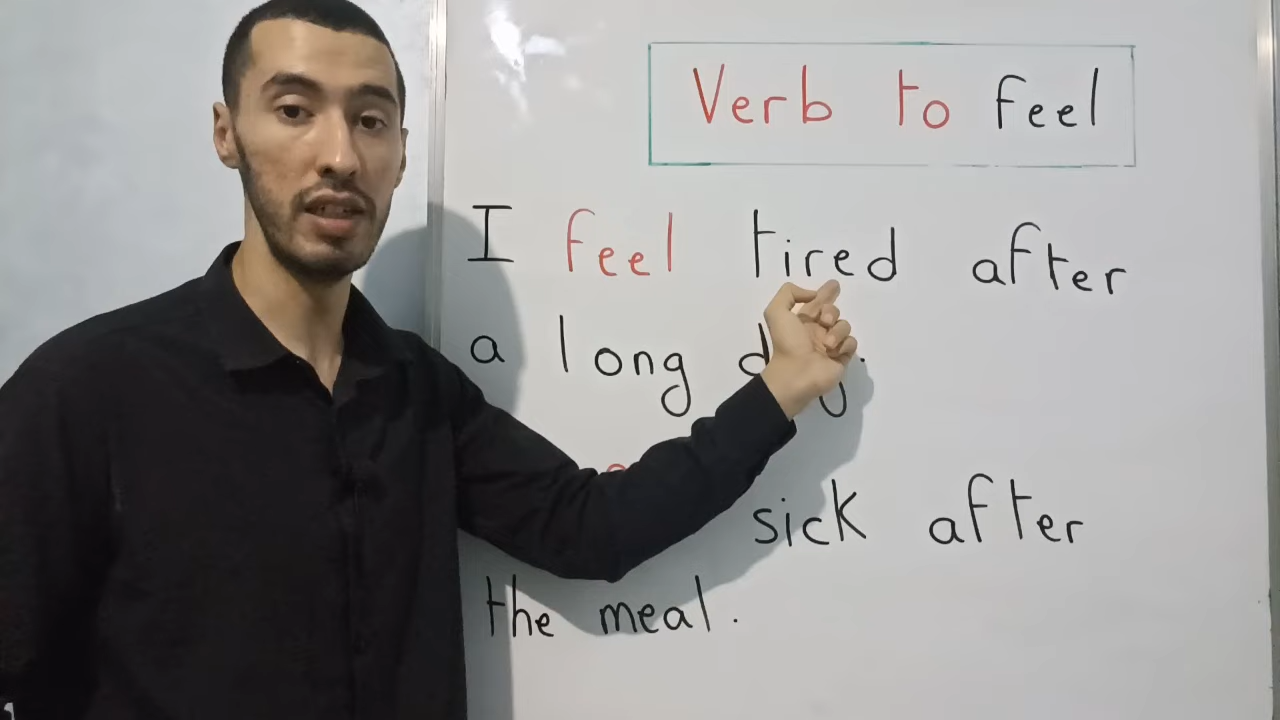 Verb to feel
I feel tired after
a long
sick after
the meal.